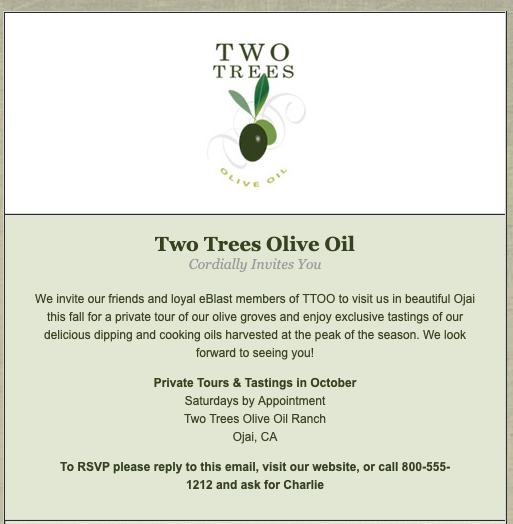 TWO
TREES
OLIVE OIL
Two Trees Olive Oil
Cordially Invites You
We invite our friends and loyal eBlast members of TTOO to visit us in beautiful Ojai
this fall for a private tour of our olive groves and enjoy exclusive tastings of our
delicious dipping and cooking oils harvested at the peak of the season. We look
forward to seeing you!
Private Tours & Tastings in October
Saturdays by Appointment
Two Trees Olive Oil Ranch
Ojai, CA
To RSVP please reply to this email, visit our website, or call 800-555-
1212 and ask for Charlie